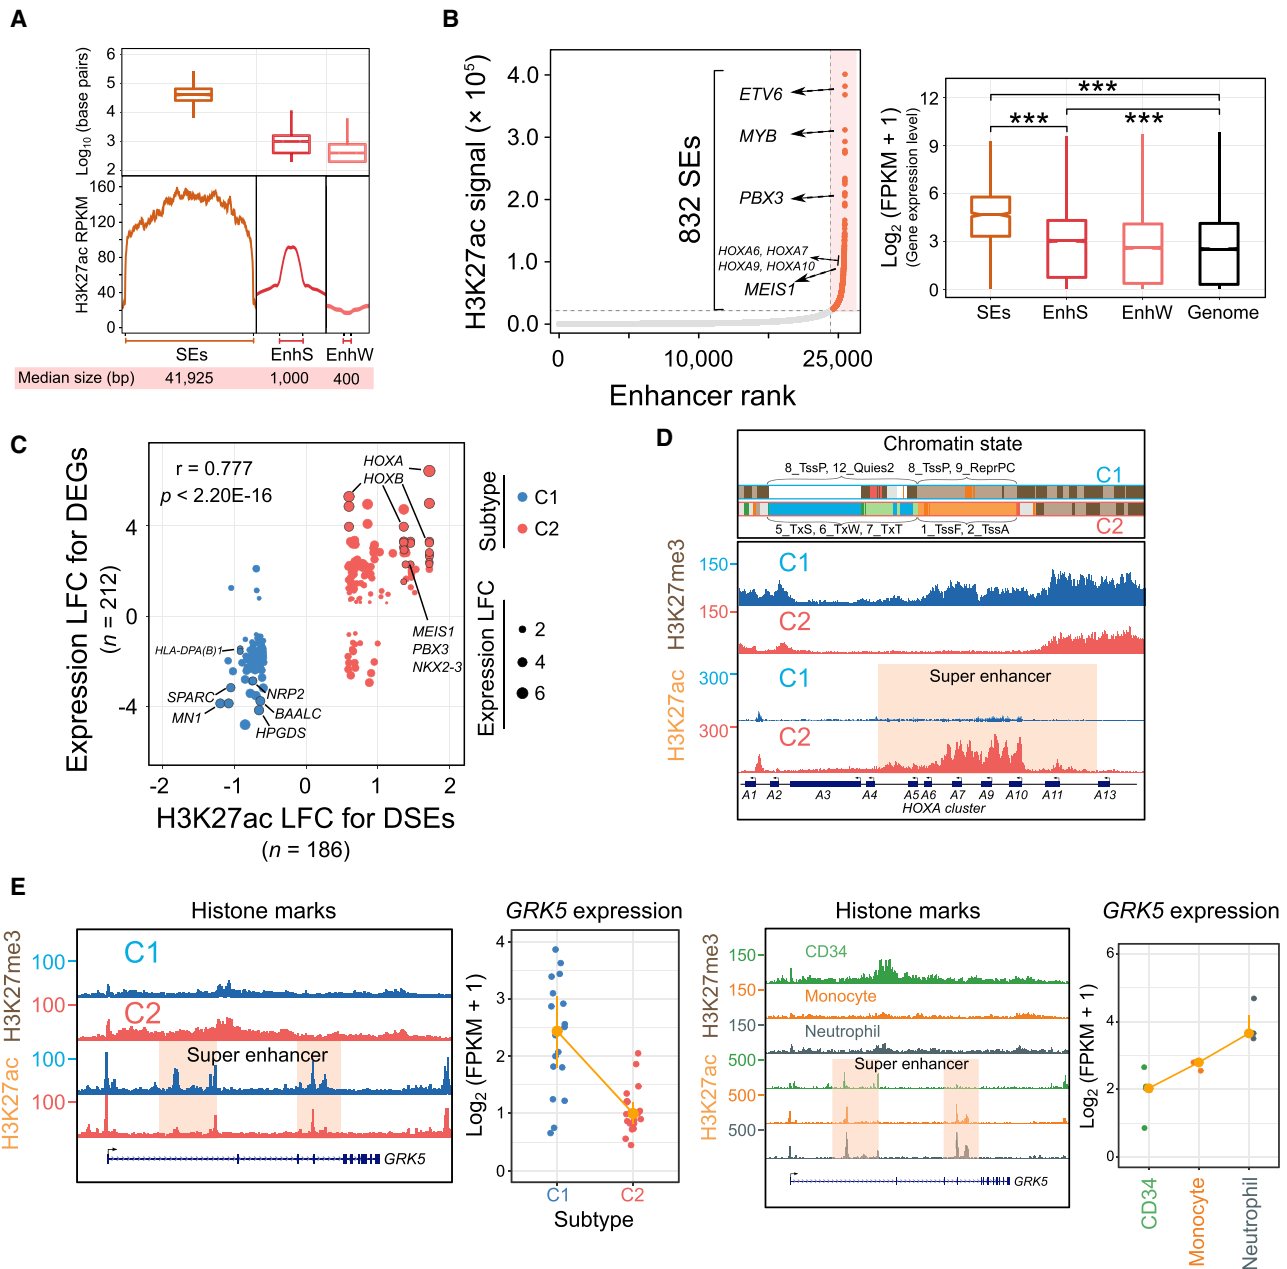 A
Log10 (base pairs)
6
5
4
3
2
H3K27ac RPKM
160
120
80
40
0
SEs
EnhS
EnhW
Median size (bp)
41,925
1,000
400
B
H3K27ac signal (× 10^5)
4.0
3.0
2.0
1.0
0.0
832 SEs
ETV6
MYB
PBX3
HOXA6, HOXA7
HOXA9, HOXA10
MEIS1
0
10,000
25,000
Enhancer rank
Log2 (FPKM + 1)
(Gene expression level)
12
9
6
3
0
***
***
***
SEs
EnhS
EnhW
Genome
C
Expression LFC for DEGs
(n = 212)
r = 0.777
p < 2.20E-16
4
0
-4
HOXA
HOXB
MEIS1
PBX3
NKX2-3
HLA-DPA(B)1
SPARC
MN1
NRP2
BAALC
HPGDS
-2
-1
0
1
2
H3K27ac LFC for DSEs
(n = 186)
Subtype
C1
C2
Expression LFC
2
4
6
D
Chromatin state
8_TssP, 12_Quies2
8_TssP, 9_ReprPC
C1
5_TxS, 6_TxW, 7_TxT
1_TssF, 2_TssA
C2
H3K27me3
150
C1
150
C2
H3K27ac
300
C1
Super enhancer
300
C2
A1
A2
A3
A4
A5
A6
A7
A9
A10
A11
A13
HOXA cluster
E
Histone marks
H3K27me3
100
C1
100
C2
H3K27ac
100
Super enhancer
100
GRK5
GRK5 expression
Log2 (FPKM + 1)
4
3
2
1
0
C1
C2
Subtype
Histone marks
H3K27me3
150
CD34
150
Monocyte
150
Neutrophil
H3K27ac
500
Super enhancer
500
500
GRK5
GRK5 expression
Log2 (FPKM + 1)
6
4
2
0
CD34
Monocyte
Neutrophil